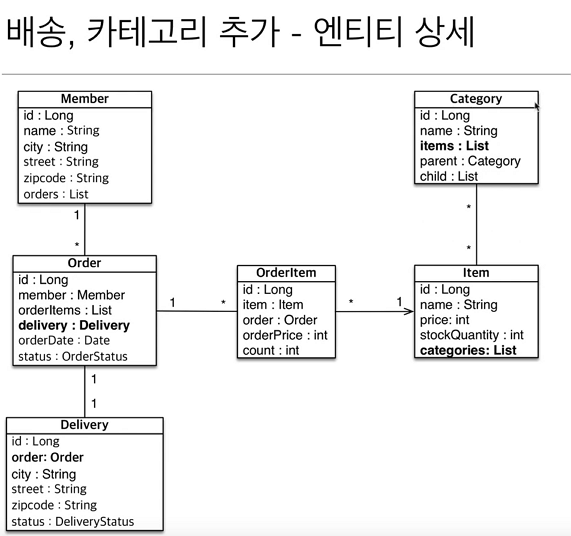 배송, 카테고리 추가 - 엔티티 상세
Member
id : Long
name : String
city : String
street : String
zipcode : String
orders : List
Category
id : Long
name : String
items : List
parent : Category
child : List
1
*
*
*
Order
id : Long
member : Member
orderItems : List
delivery : Delivery
orderDate : Date
status : OrderStatus
1
*
OrderItem
id : Long
item : Item
order : Order
orderPrice : int
count : int
*
1
Item
id : Long
name : String
price: int
stockQuantity : int
categories: List
1
1
Delivery
id : Long
order: Order
city : String
street : String
zipcode : String
status : DeliveryStatus